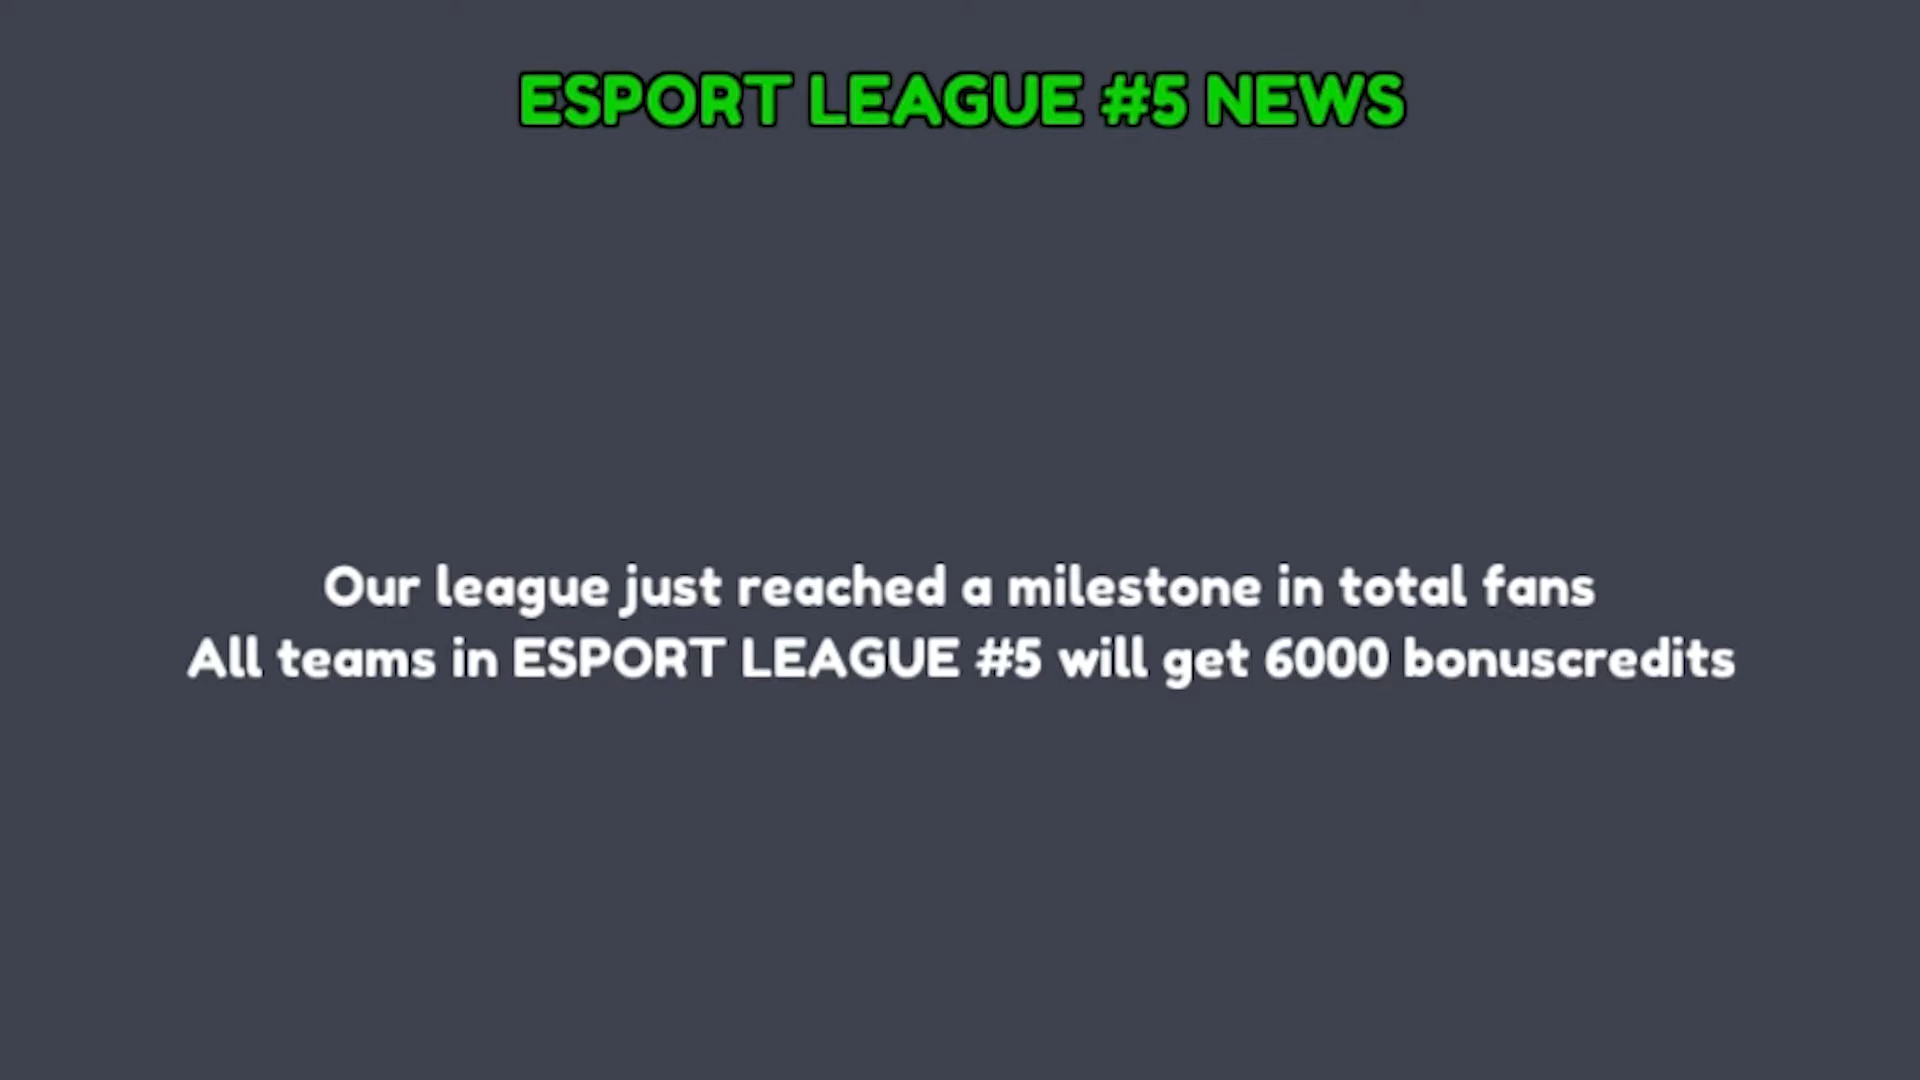 ESPORT LEAGUE #5 NEWS
Our league just reached a milestone in total fans
All teams in ESPORT LEAGUE #5 will get 6000 bonuscredits